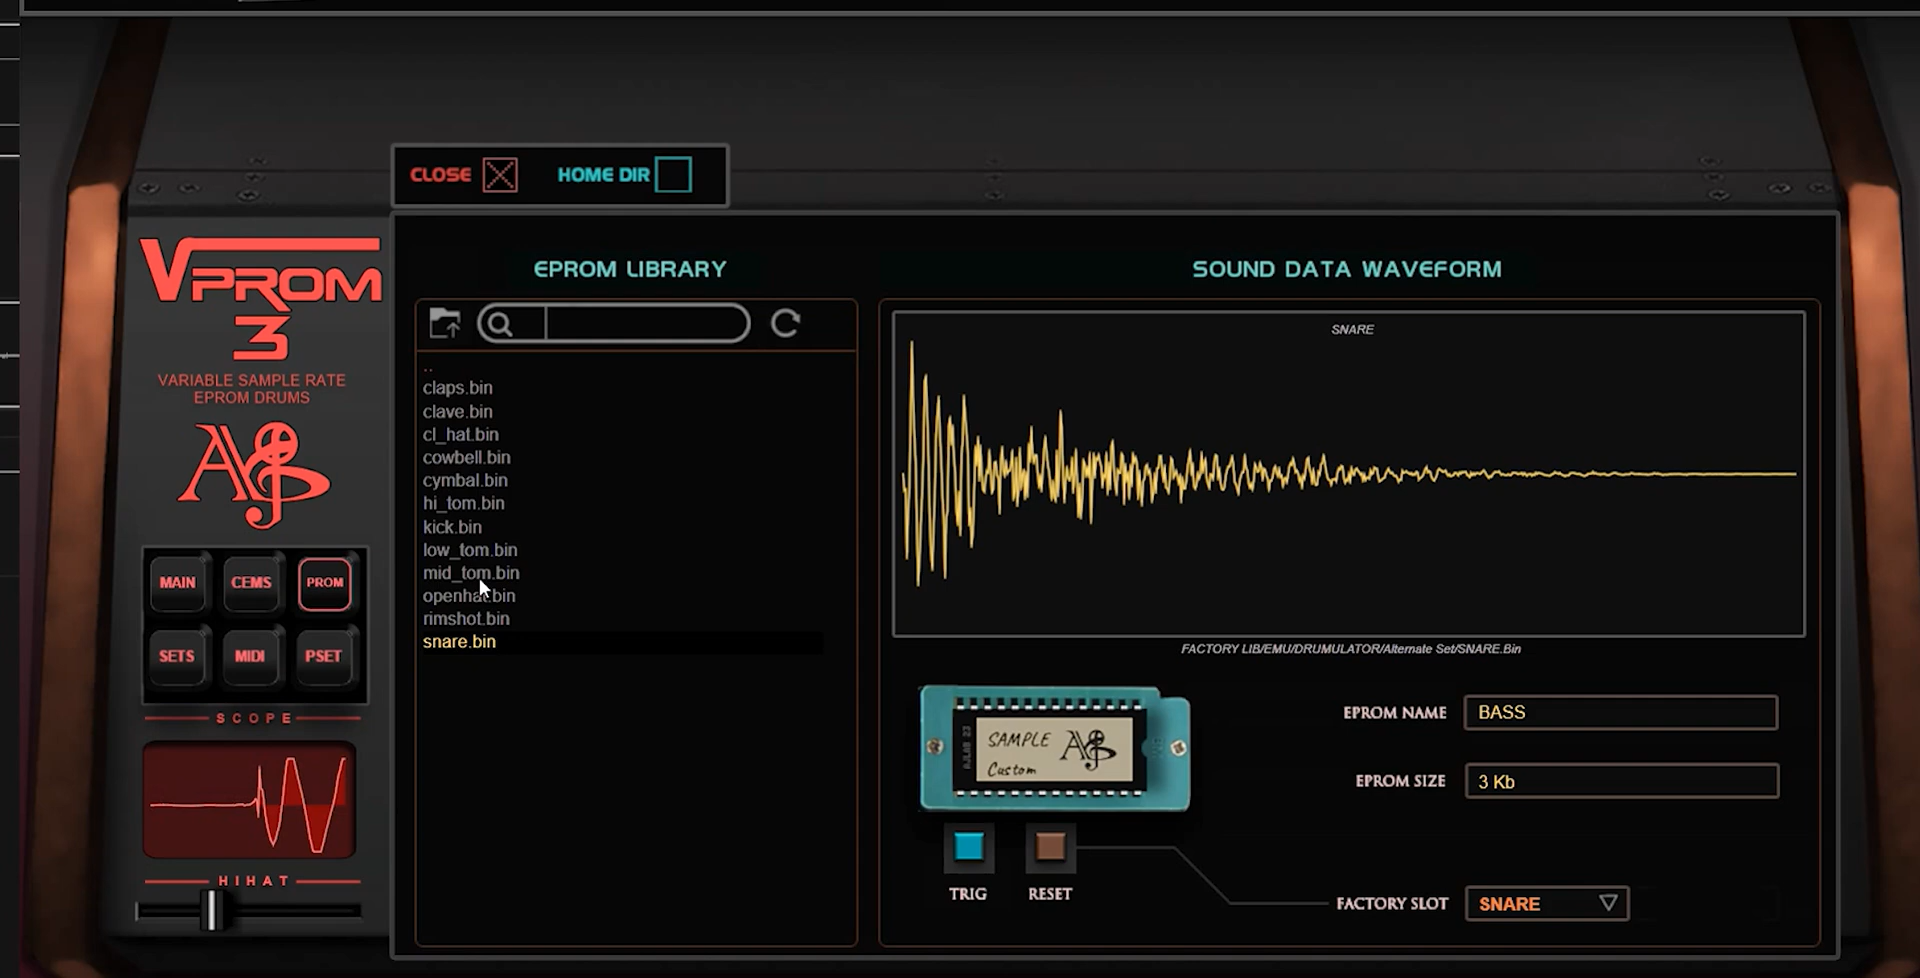 CLOSE
HOME DIR
VPROM
3
VARIABLE SAMPLE RATE
EPROM DRUMS
MAIN
CEMS
PROM
SETS
MIDI
PSET
SCOPE
HIHAT
EPROM LIBRARY
..
claps.bin
clave.bin
cl_hat.bin
cowbell.bin
cymbal.bin
hi_tom.bin
kick.bin
low_tom.bin
mid_tom.bin
openhat.bin
rimshot.bin
snare.bin
SOUND DATA WAVEFORM
SNARE
FACTORY LIB/EMU/DRUMULATOR/Alternate Set/SNARE.Bin
AJLAB 23
SAMPLE
Custom
TRIG
RESET
EPROM NAME
BASS
EPROM SIZE
3 Kb
FACTORY SLOT
SNARE